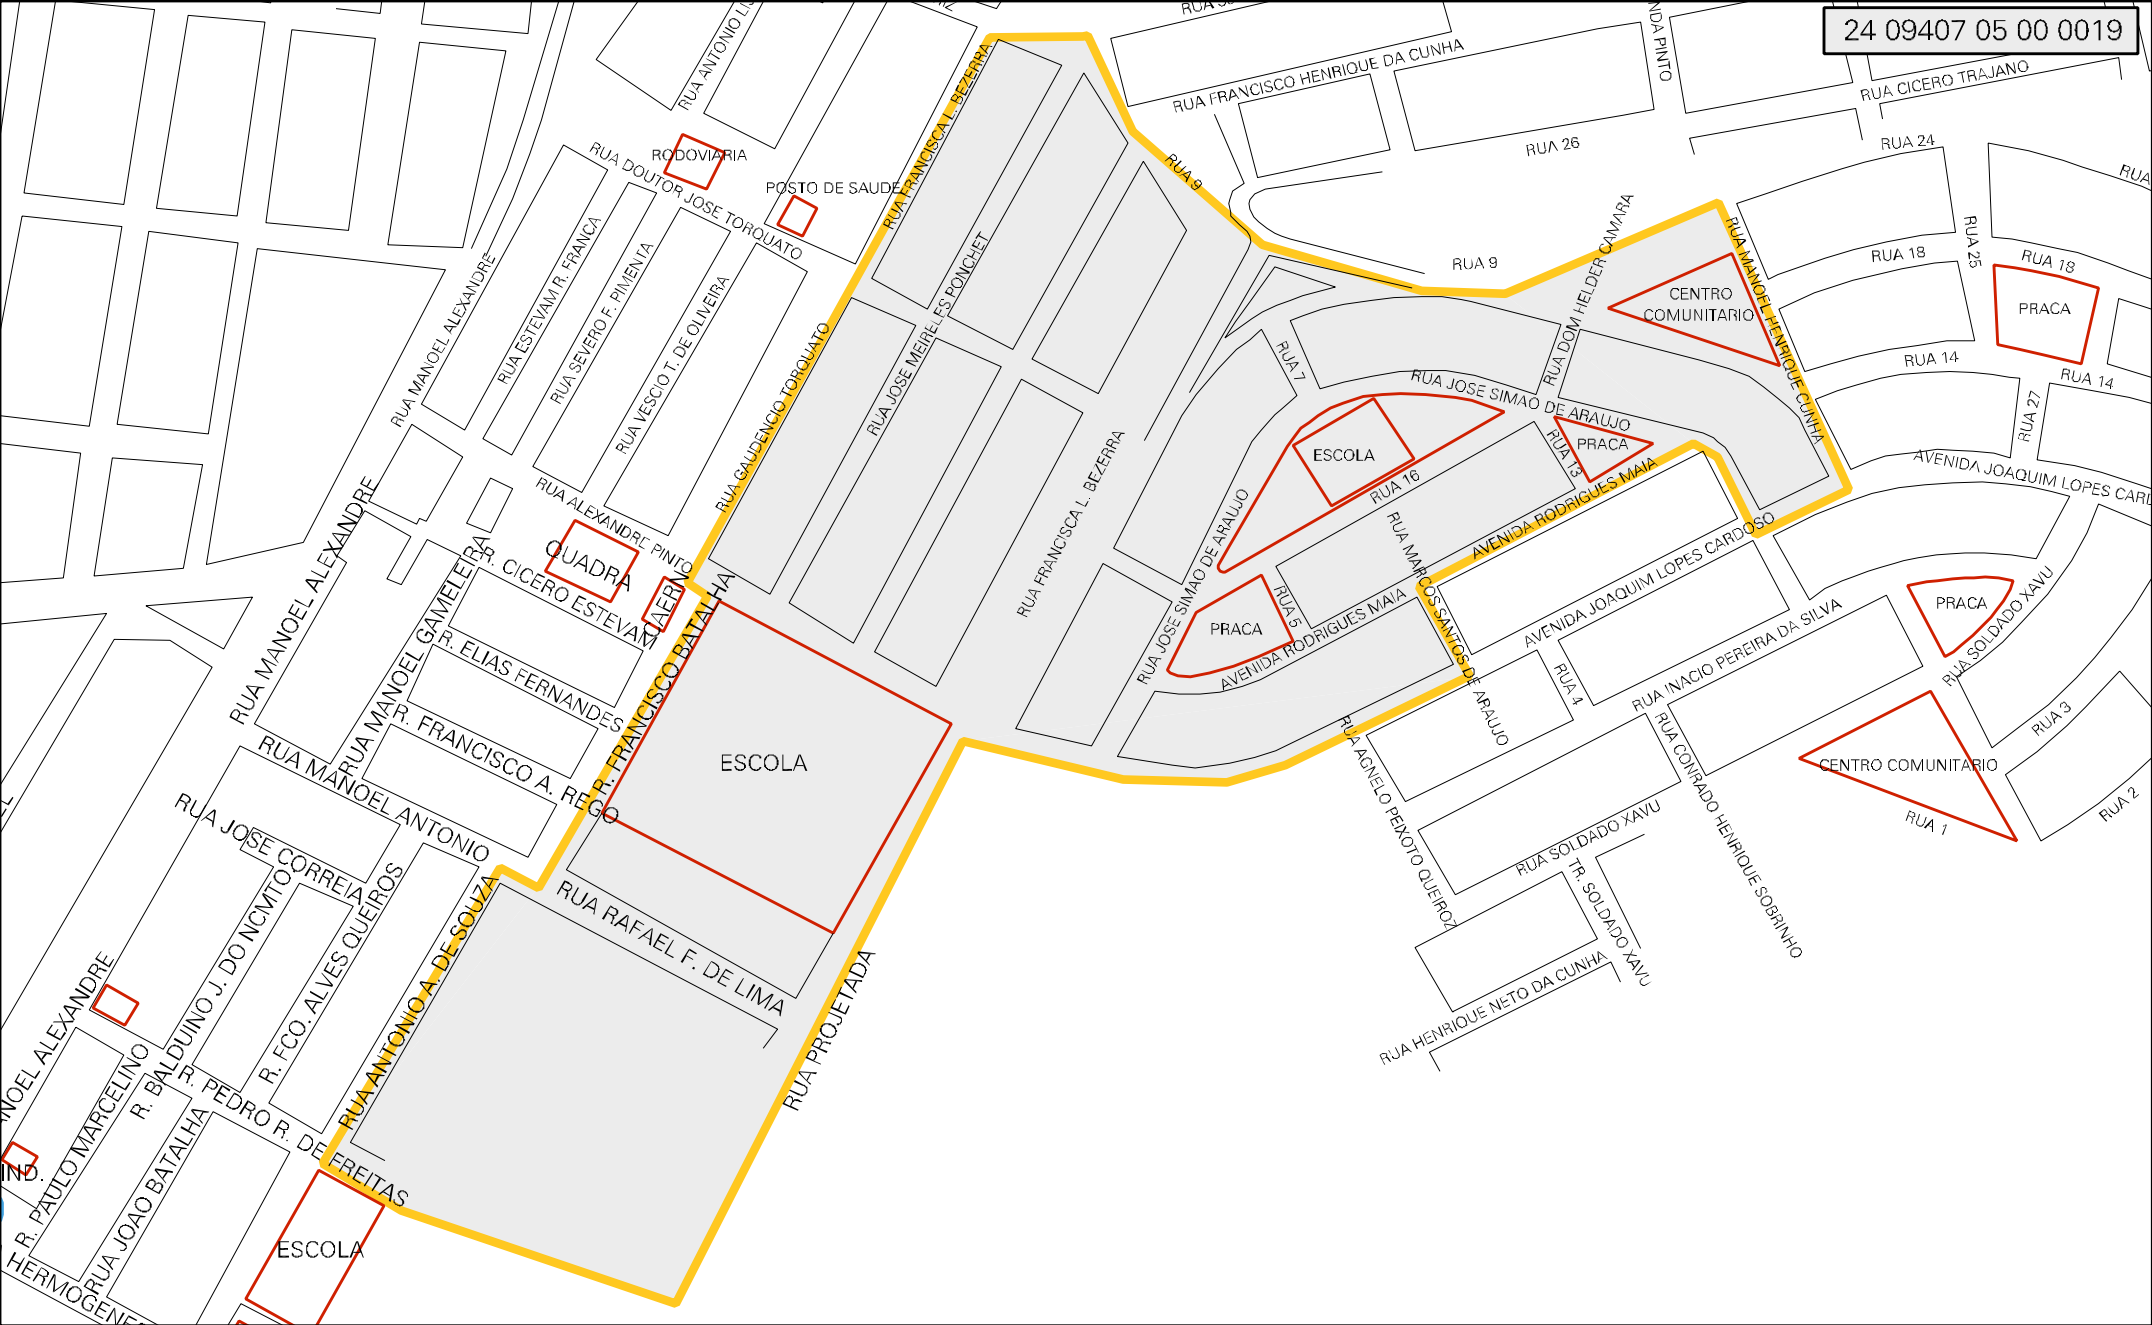 24 09407 05 00 0019
RUA ANTONIO LIS
RUA FRANCISCO HENRIQUE DA CUNHA
NDA PINTO
RUA CICERO TRAJANO
RUA 26
RUA 24
RUA
RODOVIARIA
RUA DOUTOR JOSE TORQUATO
POSTO DE SAUDE
RUA FRANCISCA L. BEZERRA
RUA 9
RUA 9
RUA DOM HELDER CAMARA
RUA MANOEL HENRIQUE CUNHA
RUA 25
RUA 18
RUA 18
PRACA
CENTRO
COMUNITARIO
RUA 14
RUA 14
RUA 27
RUA MANOEL ALEXANDRE
RUA ESTEVAM R. FRANCA
RUA SEVERO F. PIMENTA
RUA VESCIO T. DE OLIVEIRA
RUA GAUDENCIO TORQUATO
RUA JOSE MEIRELES PONCHET
RUA FRANCISCA L. BEZERRA
RUA 7
RUA JOSE SIMAO DE ARAUJO
ESCOLA
RUA 16
RUA 13
PRACA
AVENIDA RODRIGUES MAIA
AVENIDA JOAQUIM LOPES CARD
RUA ALEXANDRE PINTO
QUADRA
CAERN
R. CICERO ESTEVAM
RUA MANOEL ALEXANDRE
RUA MANOEL GAMELEIRA
R. ELIAS FERNANDES
R. FRANCISCO A. REGO
R. FRANCISCO BATALHA
RUA JOSE SIMAO DE ARAUJO
PRACA
RUA 5
AVENIDA RODRIGUES MAIA
RUA MARCOS SANTOS DE ARAUJO
AVENIDA JOAQUIM LOPES CARDOSO
RUA 4
RUA INACIO PEREIRA DA SILVA
PRACA
RUA SOLDADO XAVU
RUA 3
RUA 2
CENTRO COMUNITARIO
RUA 1
ESCOLA
RUA MANOEL ANTONIO
RUA JOSE CORREIA
RUA AGNELO PEIXOTO QUEIROZ
RUA CONRADO HENRIQUE SOBRINHO
RUA SOLDADO XAVU
TR. SOLDADO XAVU
RUA HENRIQUE NETO DA CUNHA
RUA RAFAEL F. DE LIMA
RUA PROJETADA
RUA ANTONIO A. DE SOUZA
R. FCO. ALVES QUEIROS
R. BALDUINO J. DO NCMTO
ANOEL ALEXANDRE
R. PEDRO R. DE FREITAS
R. PAULO MARCELINO
RUA JOAO BATALHA
IND.
ESCOLA
HERMOGENE